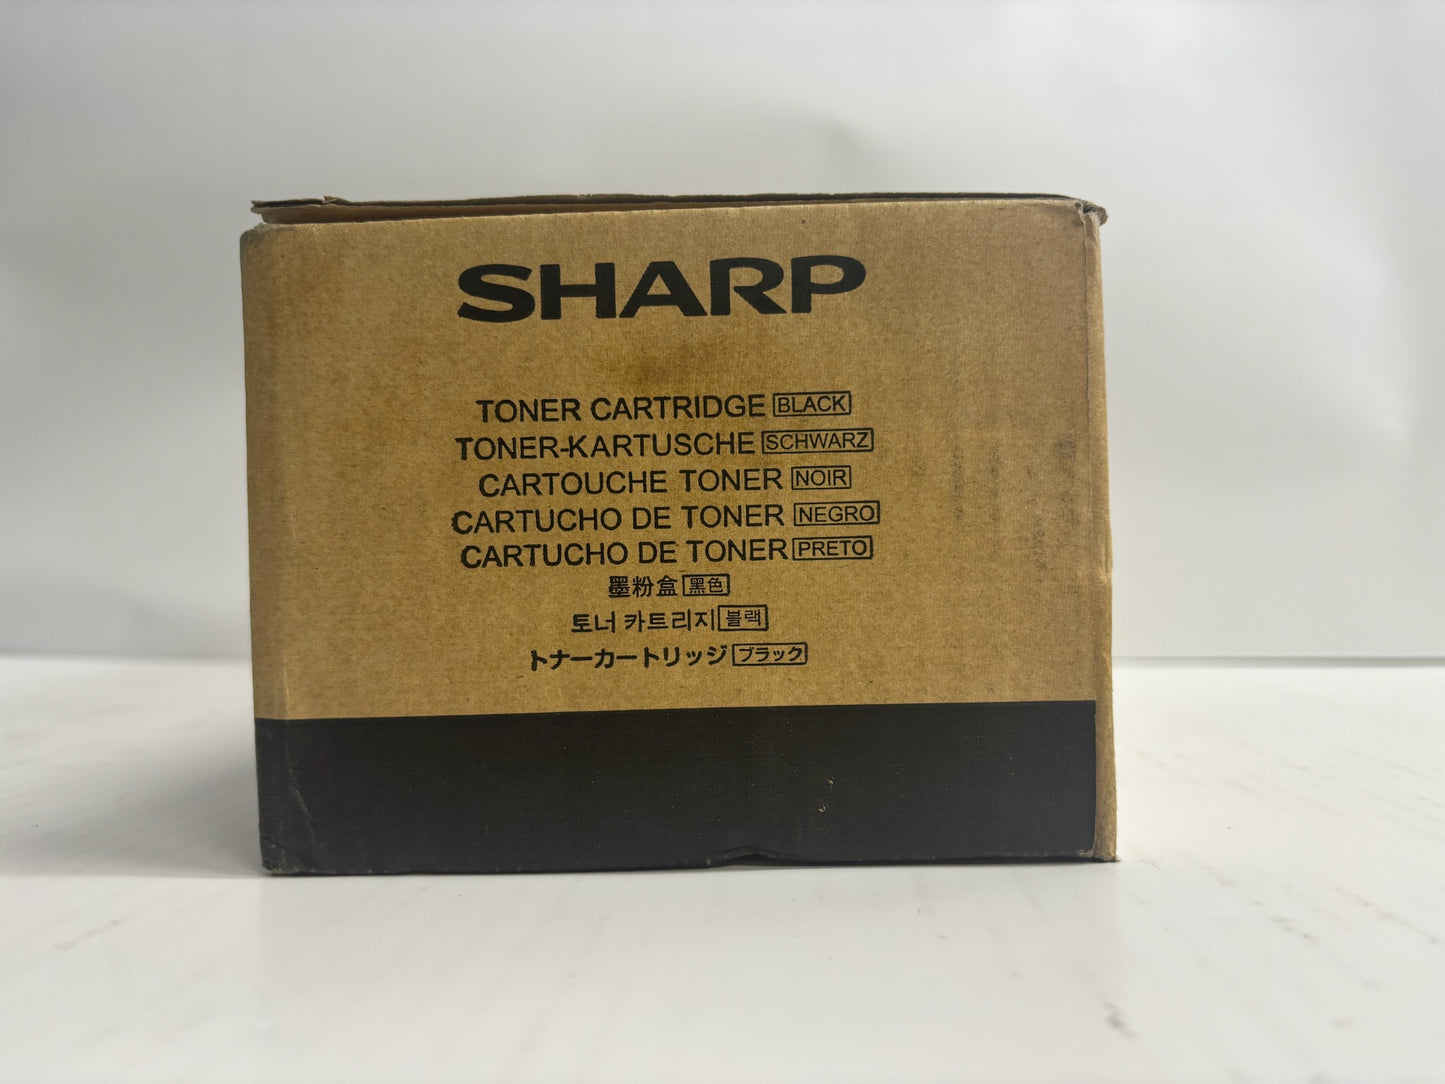 SHARP
TONER CARTRIDGE BLACK
TONER-KARTUSCHE SCHWARZ
CARTOUCHE TONER NOIR
CARTUCHO DE TONER NEGRO
CARTUCHO DE TONER PRETO
墨粉盒 黑色
토너 카트리지 블랙
トナーカートリッジ ブラック